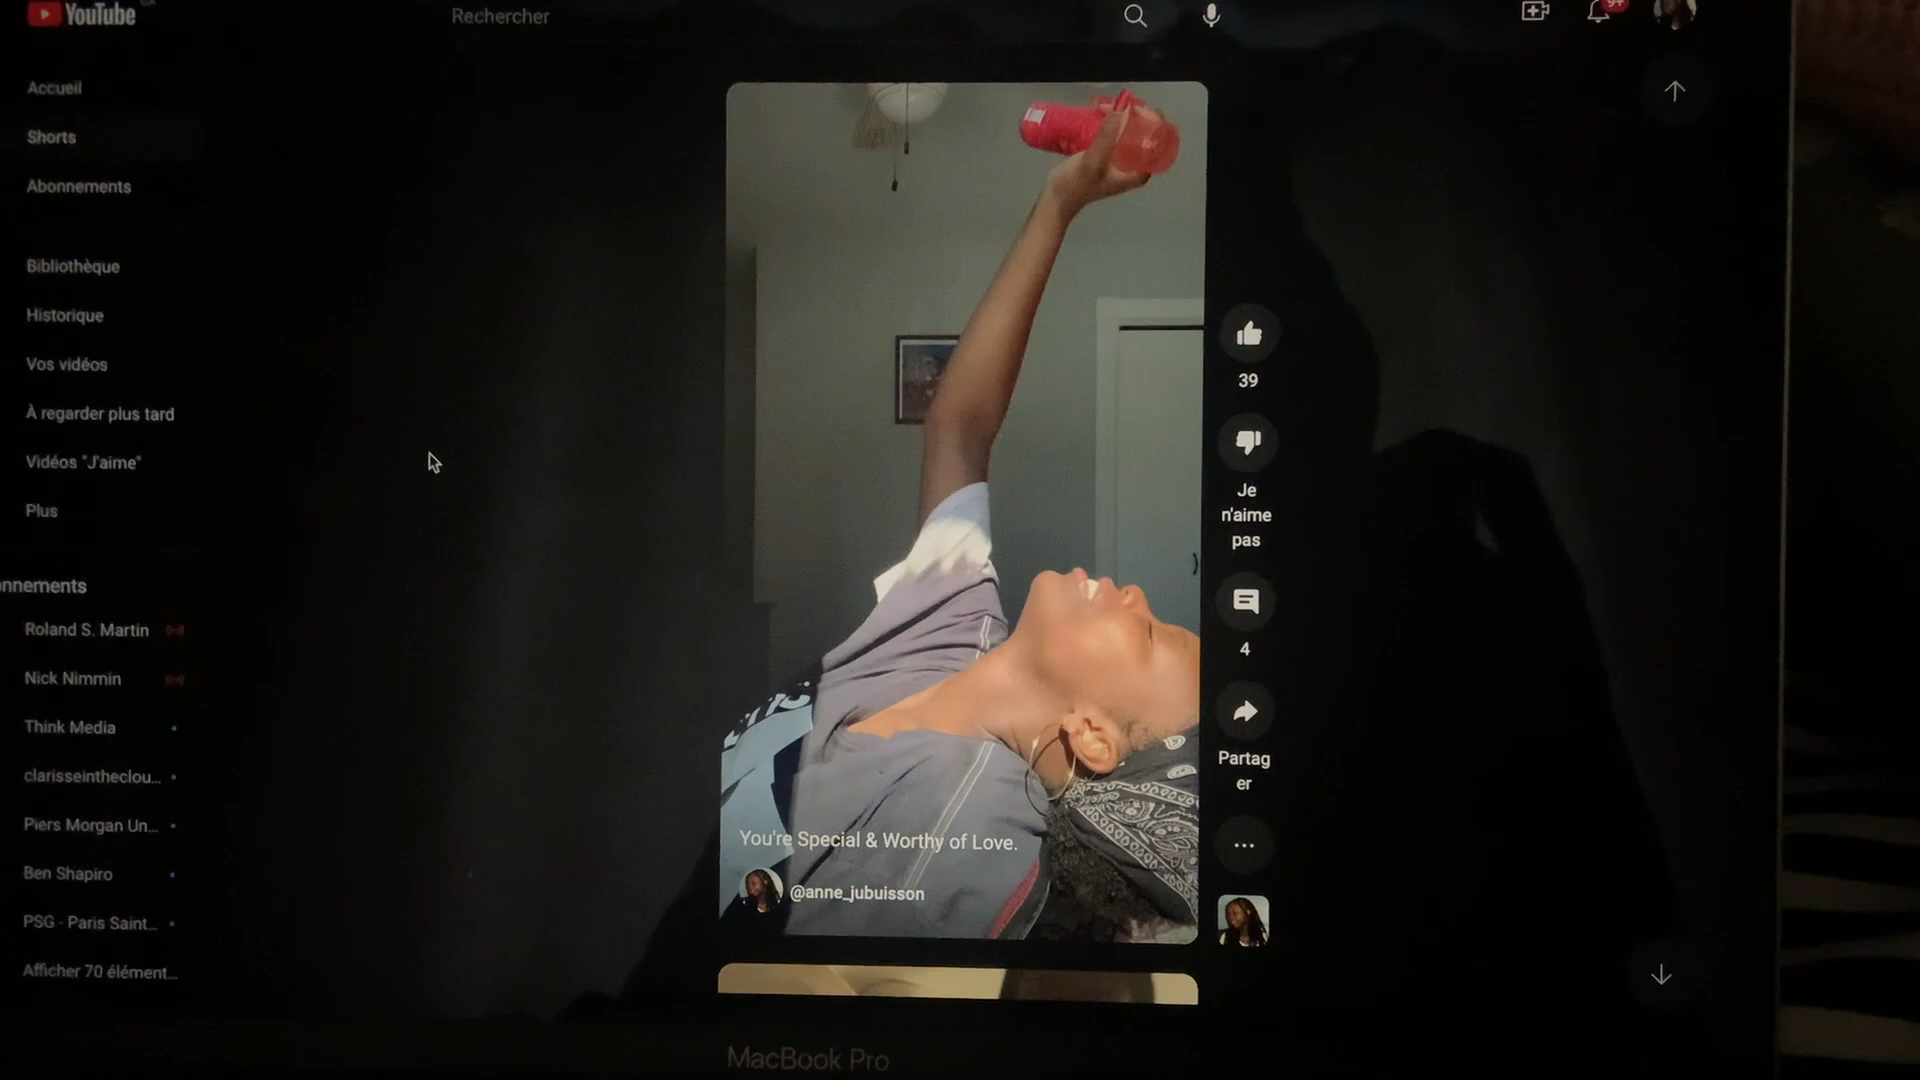 YouTube
Rechercher
9+
Accueil
Shorts
Abonnements
Bibliothèque
Historique
Vos vidéos
À regarder plus tard
Vidéos "J'aime"
Plus
nnements
Roland S. Martin
Nick Nimmin
Think Media
clarisseintheclou...
Piers Morgan Un...
Ben Shapiro
PSG - Paris Saint...
Afficher 70 élément...
39
Je
n'aime
pas
4
Partag
er
You're Special & Worthy of Love.
@anne_jubuisson
MacBook Pro